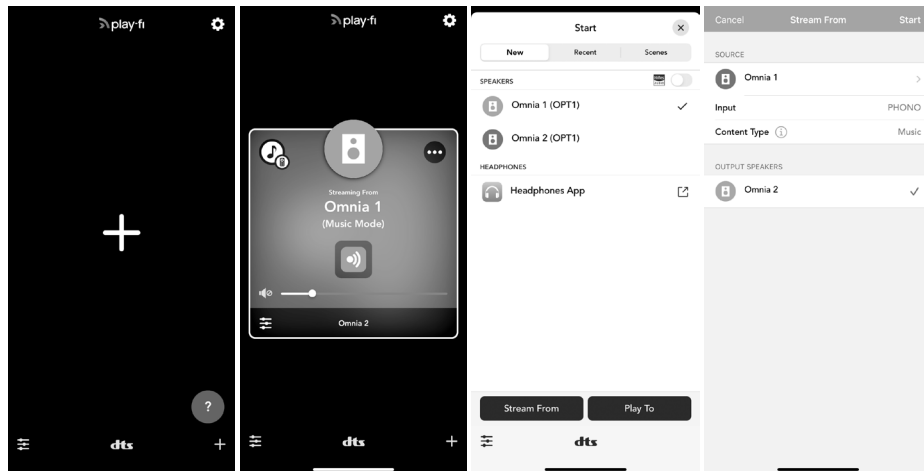 play-fi
?
dts
play-fi
Streaming From
Omnia 1
(Music Mode)
Omnia 2
dts
Start
New
Recent
Scenes
SPEAKERS
Omnia 1 (OPT1)
Omnia 2 (OPT1)
HEADPHONES
Headphones App
Stream From
Play To
dts
Cancel
Stream From
Start
SOURCE
Omnia 1
Input
PHONO
Content Type
Music
OUTPUT SPEAKERS
Omnia 2